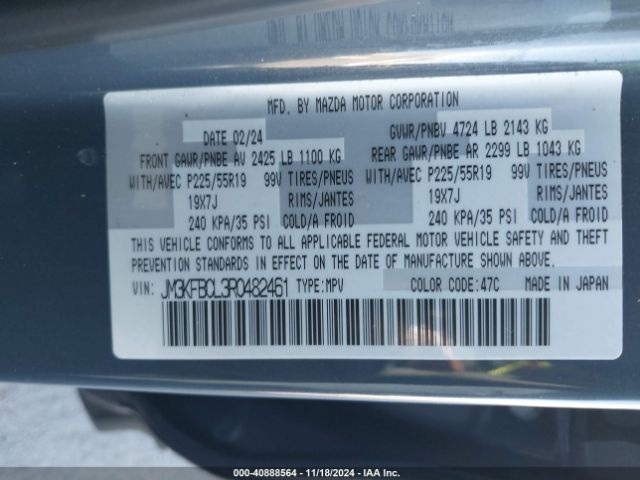 MFD. BY MAZDA MOTOR CORPORATION
DATE 02/24 GVWR/PNBV 4724 LB 2143 KG
FRONT GAWR/PNBE AV 2425 LB 1100 KG REAR GAWR/PNBE AR 2299 LB 1043 KG
WITH/AVEC P225/55R19 99V TIRES/PNEUS WITH/AVEC P225/55R19 99V TIRES/PNEUS
19X7J RIMS/JANTES 19X7J RIMS/JANTES
240 KPA/35 PSI COLD/A FROID 240 KPA/35 PSI COLD/A FROID
THIS VEHICLE CONFORMS TO ALL APPLICABLE FEDERAL MOTOR VEHICLE SAFETY AND THEFT
PREVENTION STANDARDS IN EFFECT ON THE DATE OF MANUFACTURE SHOWN ABOVE.
VIN: JM3KFBCL3R0482461 TYPE:MPV COLOR CODE:47C MADE IN JAPAN
000-40888564 - 11/18/2024 - IAA Inc.